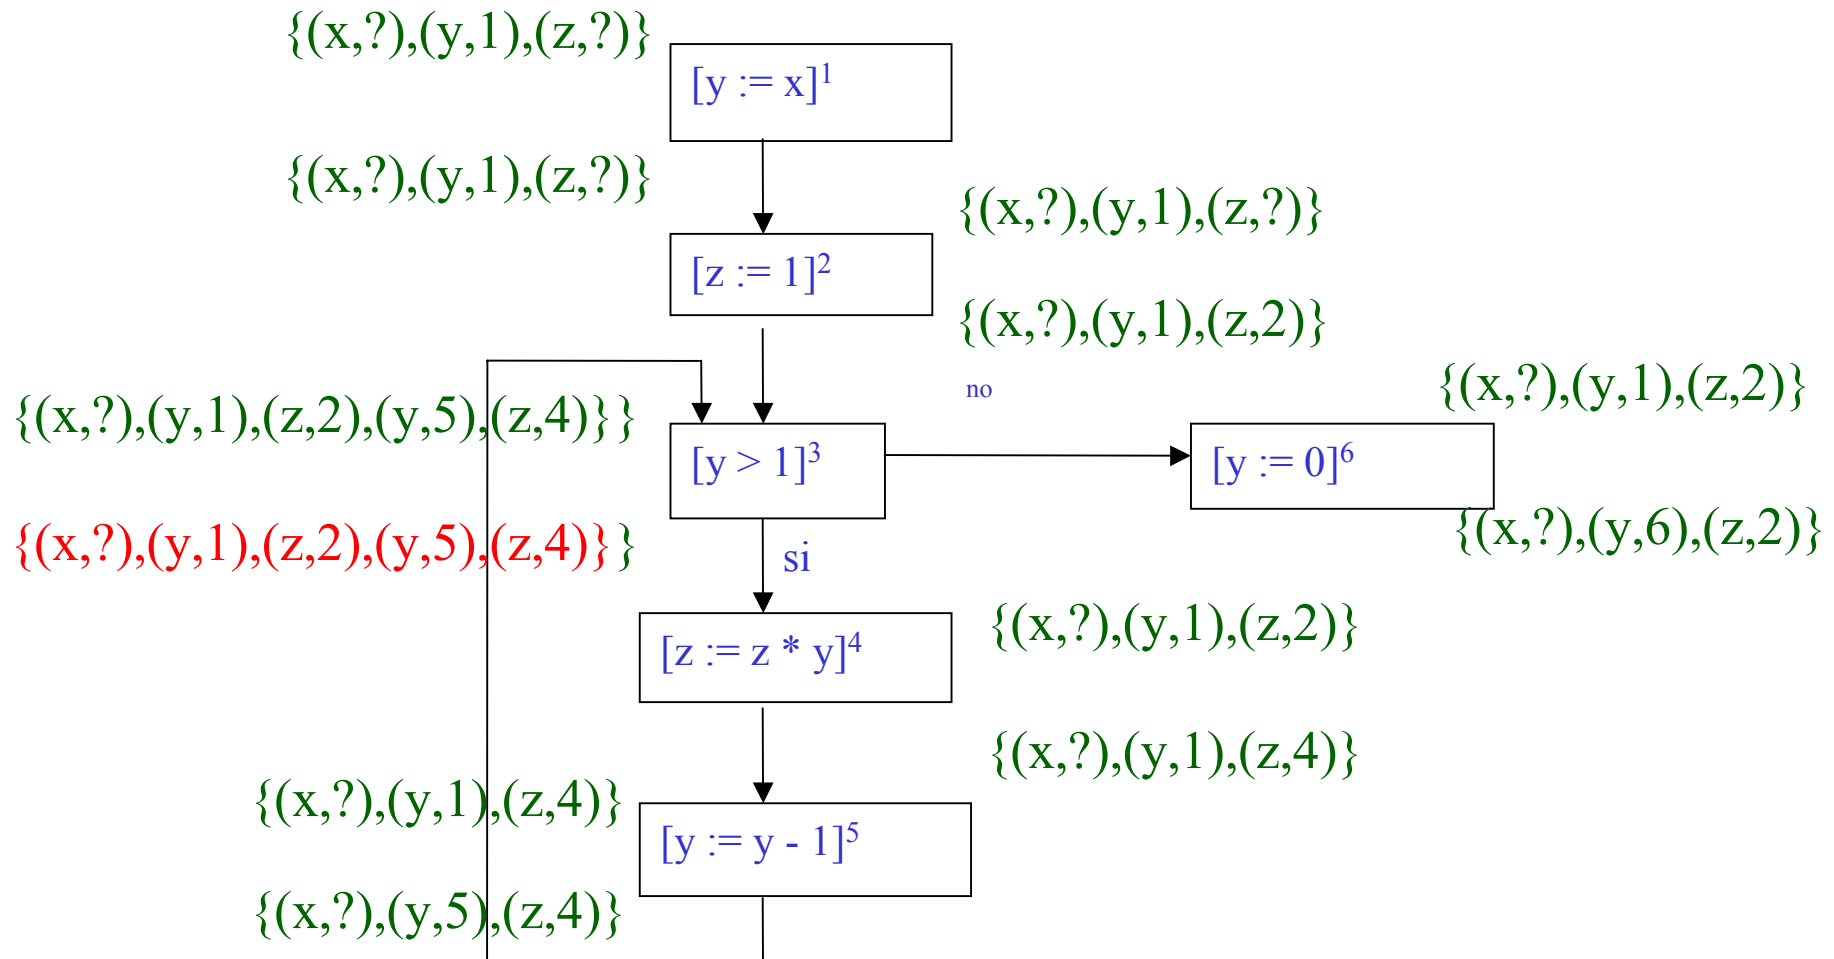 {(x,?),(y,1),(z,?)}
[y := x]1
{(x,?),(y,1),(z,?)}
{(x,?),(y,1),(z,?)}
[z := 1]2
{(x,?),(y,1),(z,2)}
no
{(x,?),(y,1),(z,2)}
{(x,?),(y,1),(z,2),(y,5),(z,4)}}
[y > 1]3
[y := 0]6
{(x,?),(y,6),(z,2)}
{(x,?),(y,1),(z,2),(y,5),(z,4)}}
si
{(x,?),(y,1),(z,2)}
[z := z * y]4
{(x,?),(y,1),(z,4)}
{(x,?),(y,1),(z,4)}
[y := y - 1]5
{(x,?),(y,5),(z,4)}